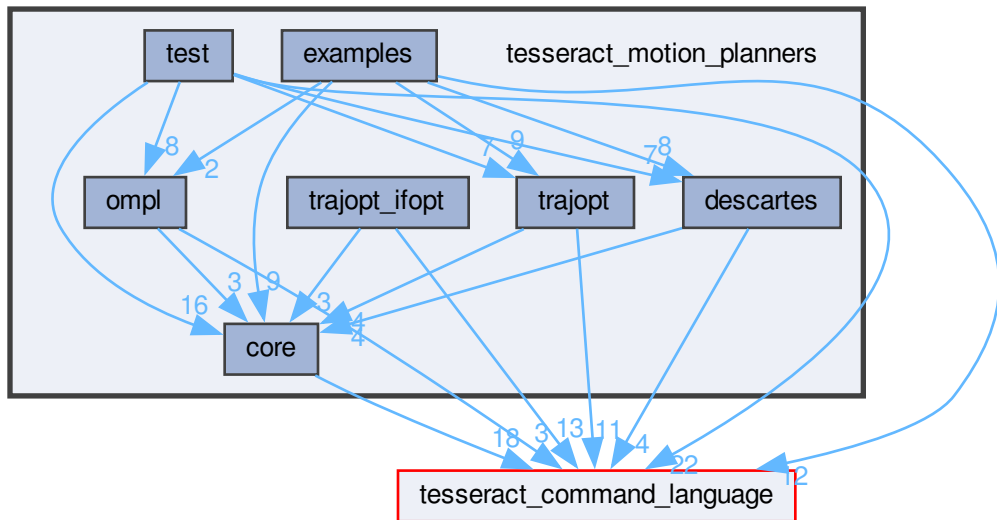 test
examples
tesseract_motion_planners
8
2
7
9
7
8
ompl
trajopt_ifopt
trajopt
descartes
16
3
9
3
4
4
core
18
3
13
11
4
22
12
tesseract_command_language